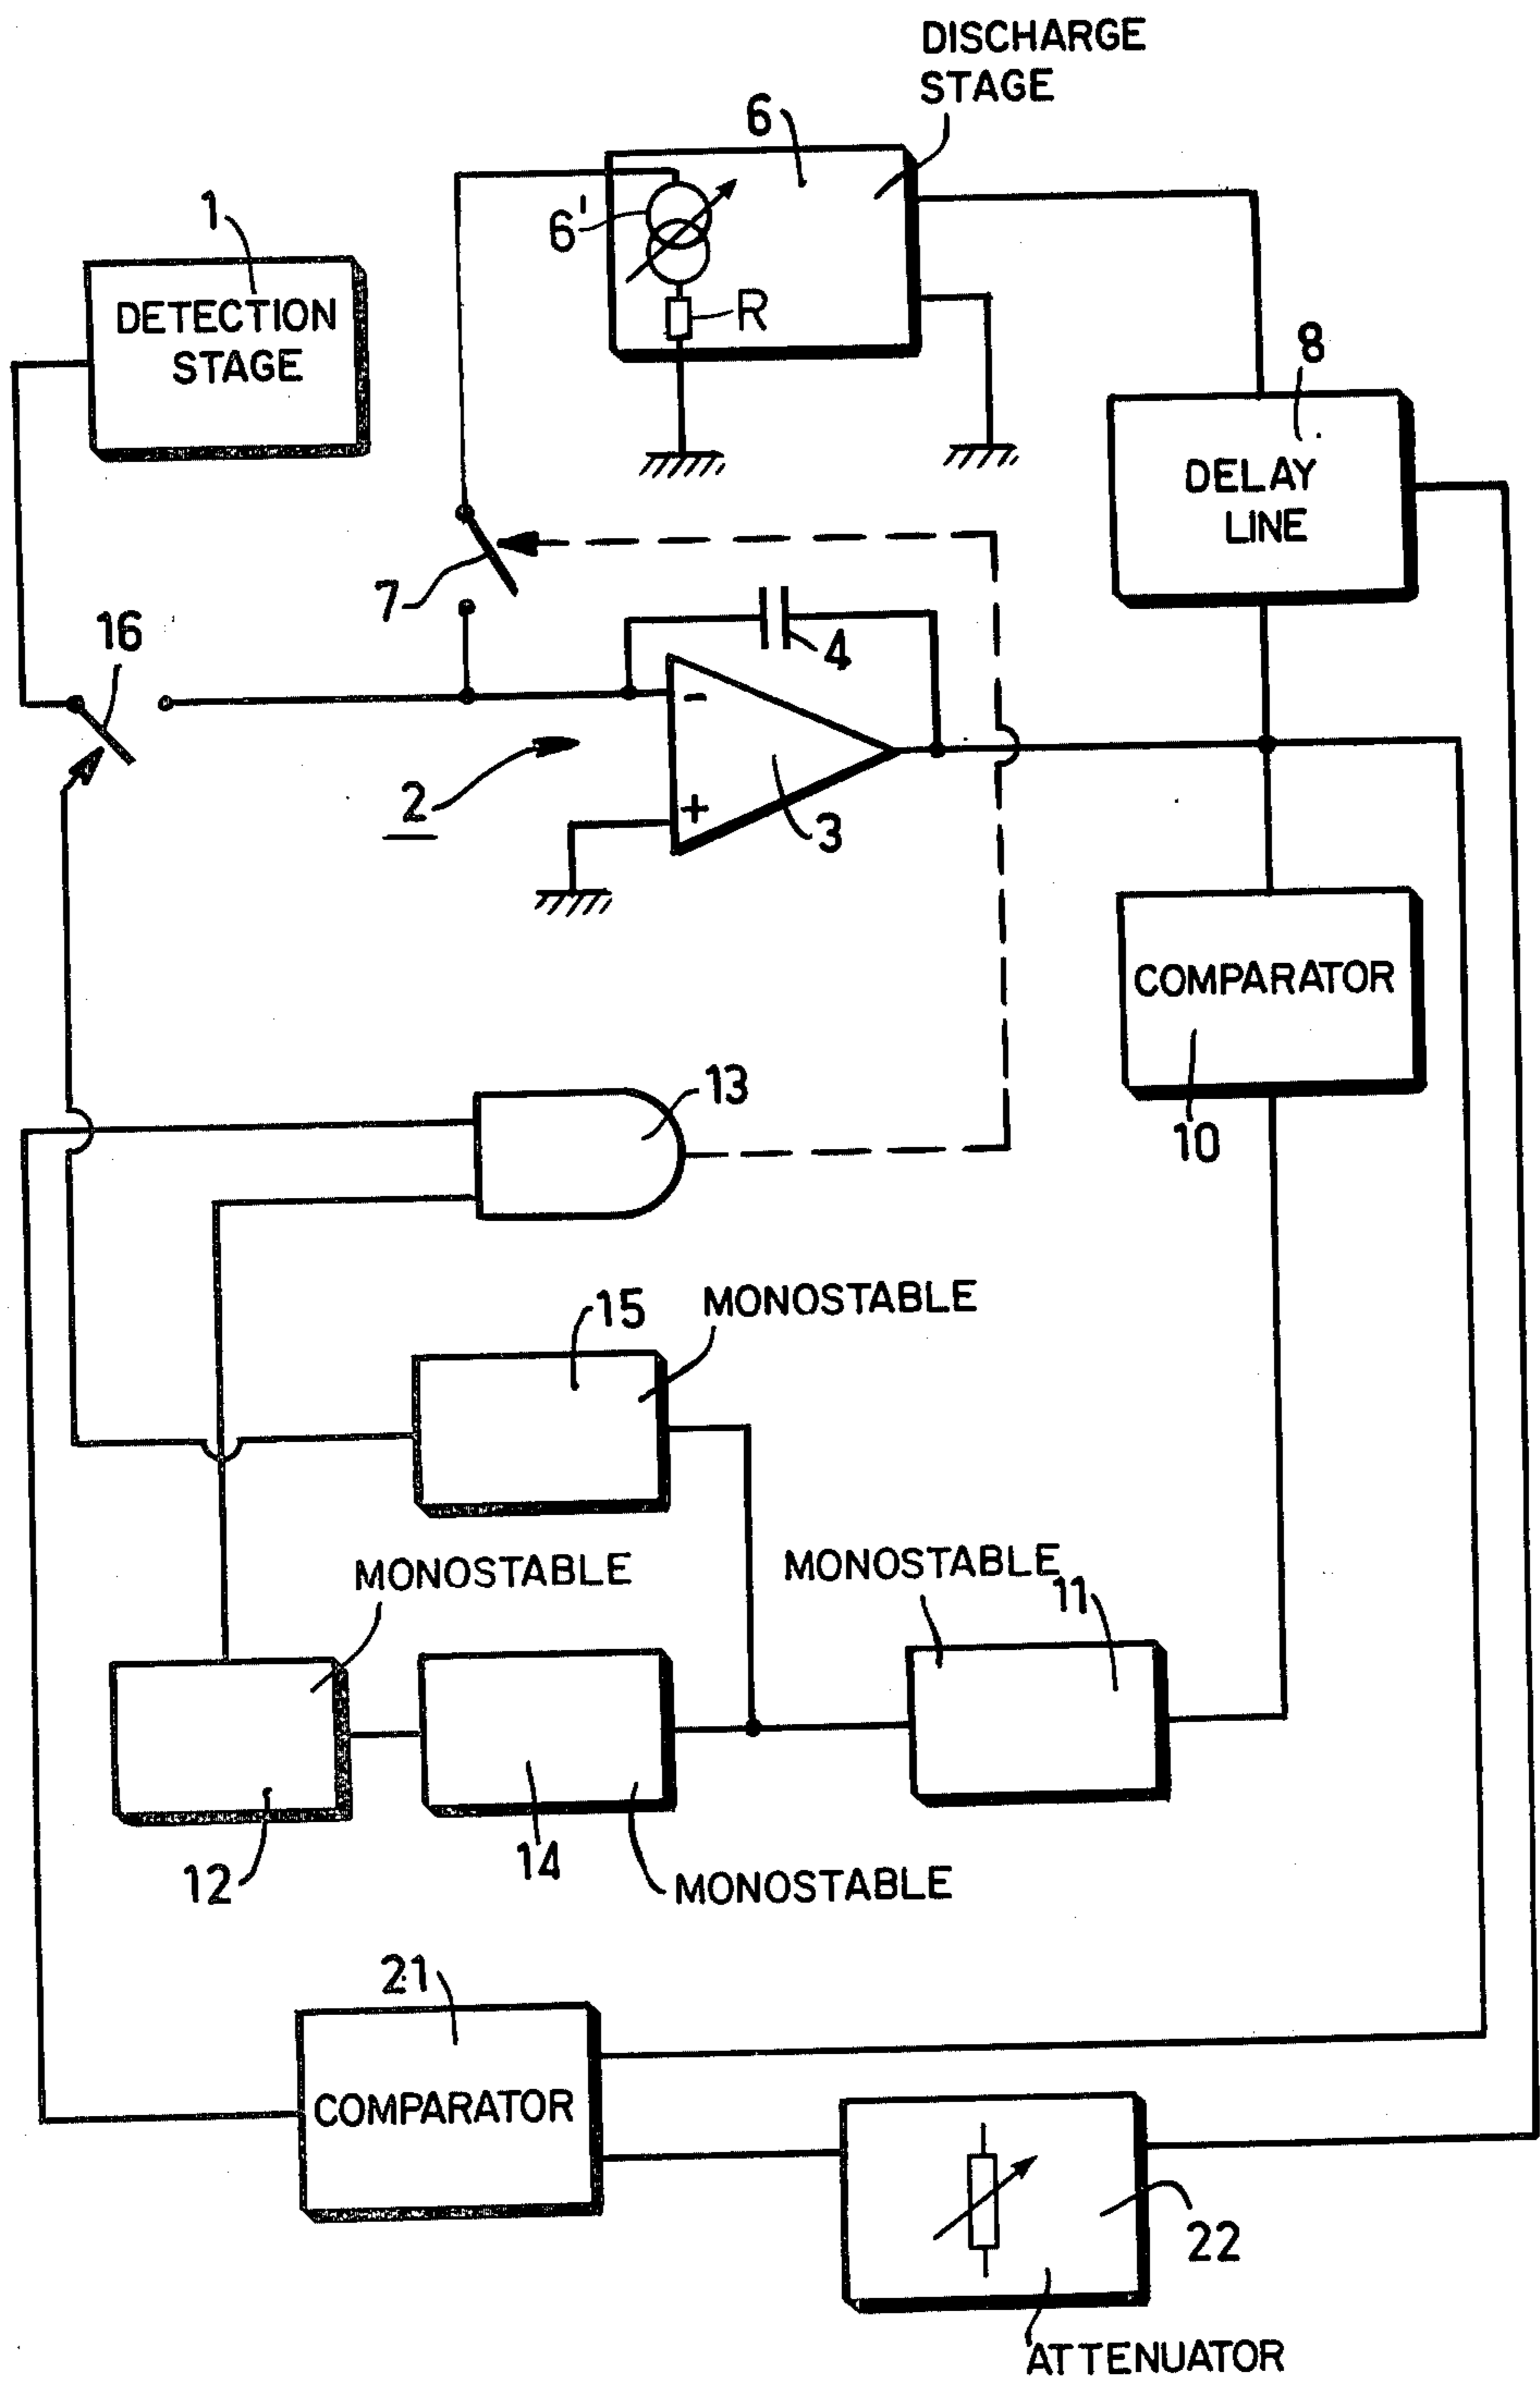 DISCHARGE
STAGE
6
1
6'
DETECTION
STAGE
R
8
DELAY
LINE
7
16
4
-
2
+
3
COMPARATOR
13
10
15
MONOSTABLE
MONOSTABLE
MONOSTABLE
11
12
14
MONOSTABLE
21
COMPARATOR
22
ATTENUATOR